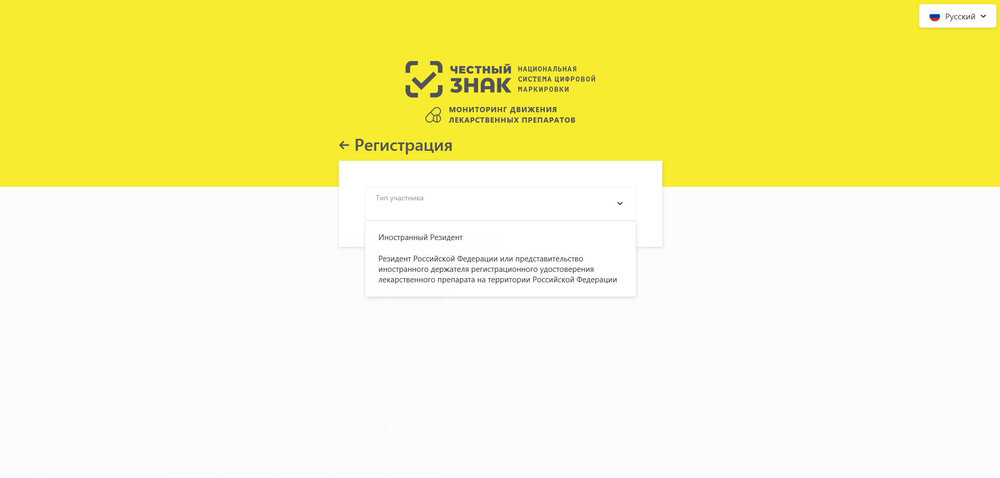 Русский
ЧЕСТНЫЙ
ЗНАК
НАЦИОНАЛЬНАЯ
СИСТЕМА ЦИФРОВОЙ
МАРКИРОВКИ
МОНИТОРИНГ ДВИЖЕНИЯ
ЛЕКАРСТВЕННЫХ ПРЕПАРАТОВ
Регистрация
Тип участника
Иностранный Резидент
Резидент Российской Федерации или представительство
иностранного держателя регистрационного удостоверения
лекарственного препарата на территории Российской Федерации